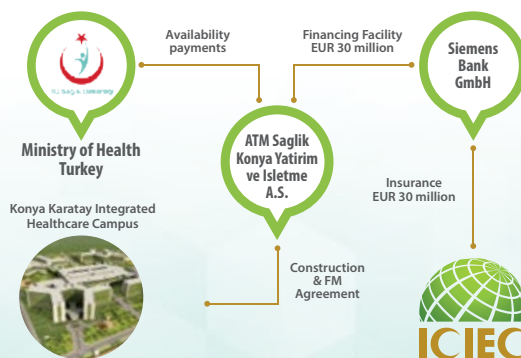 Availability
payments
Financing Facility
EUR 30 million
Siemens
Bank
GmbH
Ministry of Health
Turkey
ATM Saglik
Konya Yatirim
ve Isletme
A.S.
Konya Karatay Integrated
Healthcare Campus
Insurance
EUR 30 million
Construction
& FM
Agreement
ICIEC